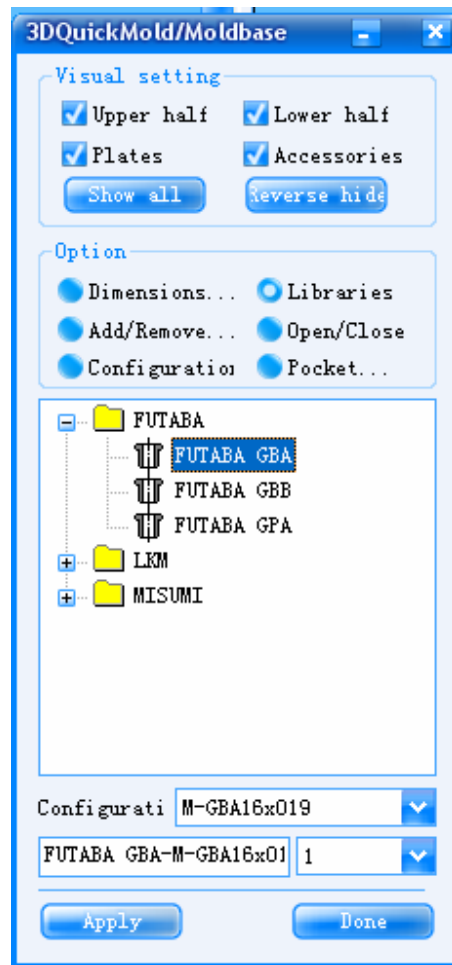 3DQuickMold/Moldbase
Visual setting
Upper half Lower half
Plates Accessories
Show all Reverse hide
Option
Dimensions... Libraries
Add/Remove... Open/Close
Configuration Pocket...
FUTABA
FUTABA GBA
FUTABA GBB
FUTABA GPA
LKM
MISUMI
Configurati M-GBA16x019
FUTABA GBA-M-GBA16x01 1
Apply Done